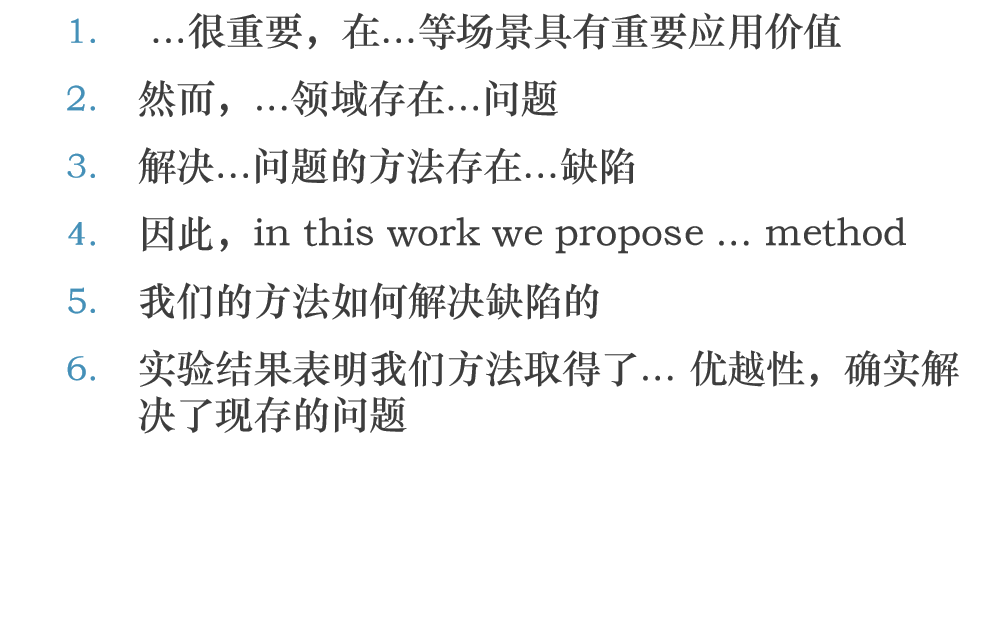 1. …很重要，在…等场景具有重要应用价值
2. 然而，…领域存在…问题
3. 解决…问题的方法存在…缺陷
4. 因此，in this work we propose … method
5. 我们的方法如何解决缺陷的
6. 实验结果表明我们方法取得了… 优越性，确实解
决了现存的问题